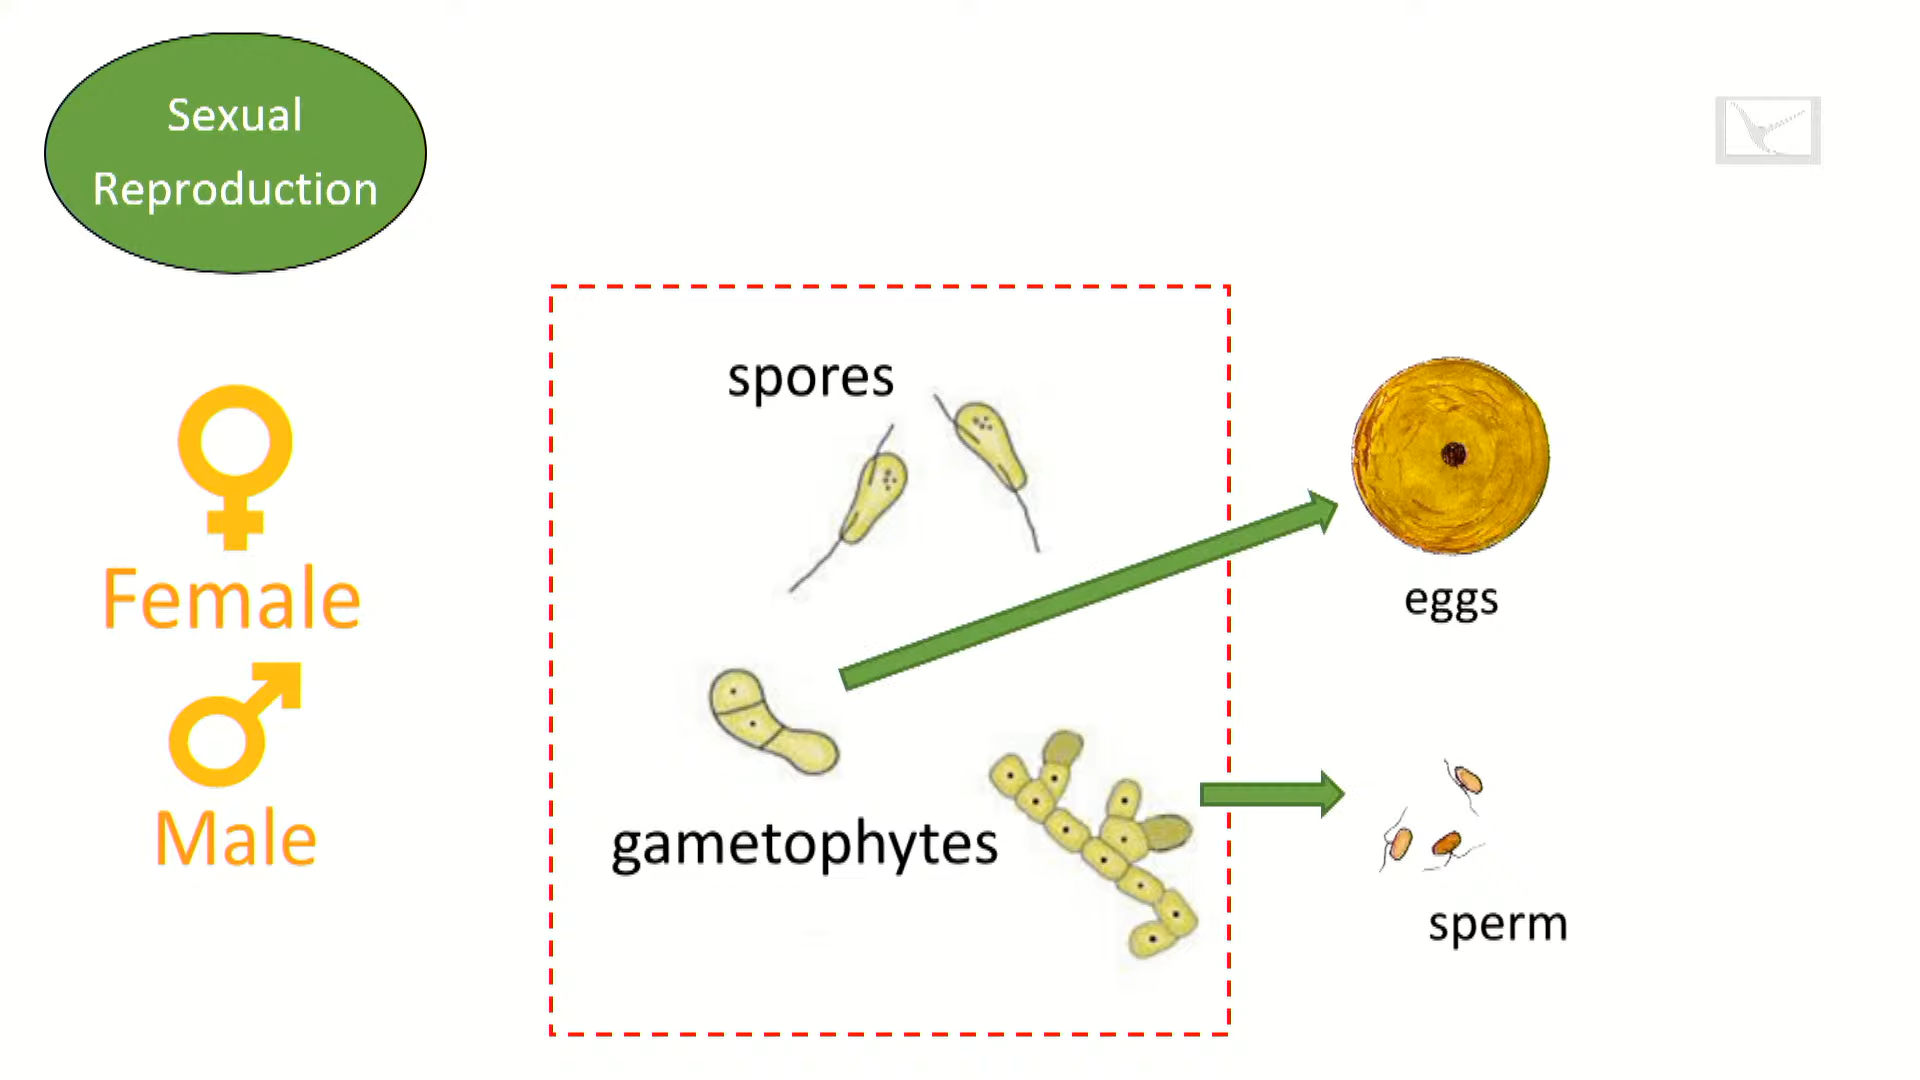 Sexual
Reproduction
spores
Female
eggs
Male
gametophytes
sperm